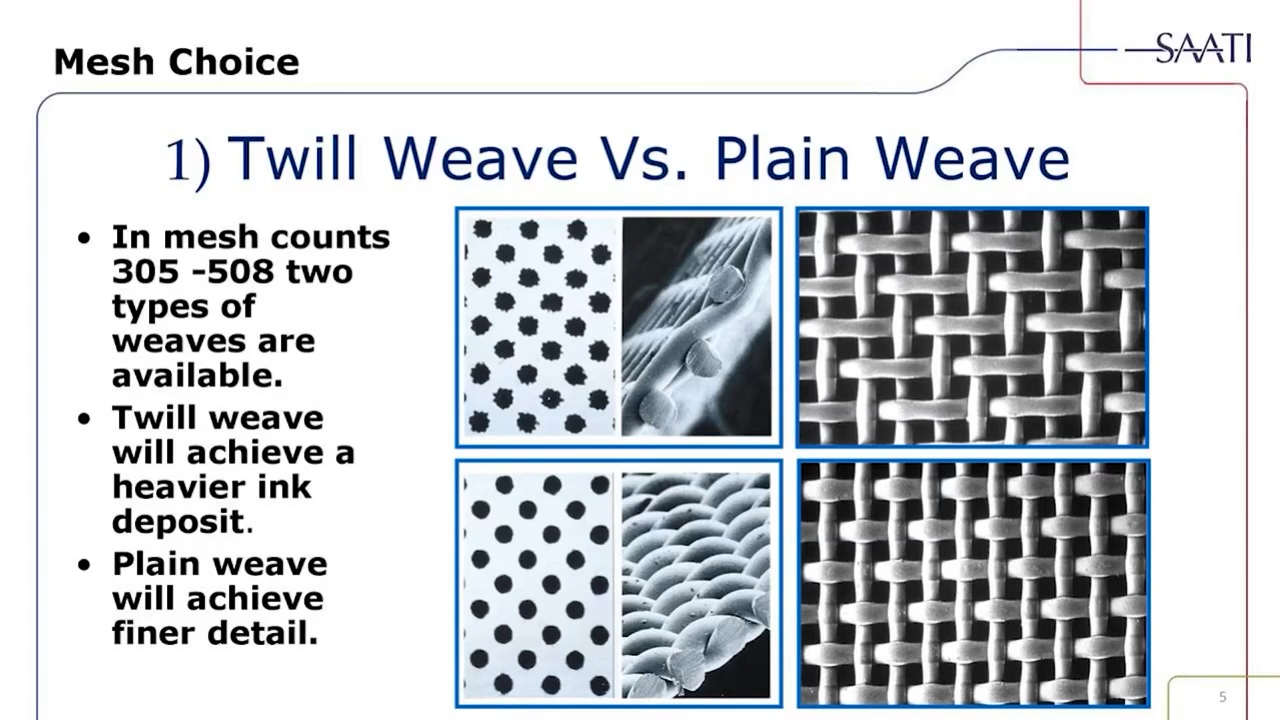 Mesh Choice
SAATI
1) Twill Weave Vs. Plain Weave
• In mesh counts
305 -508 two
types of
weaves are
available.
• Twill weave
will achieve a
heavier ink
deposit.
• Plain weave
will achieve
finer detail.
5